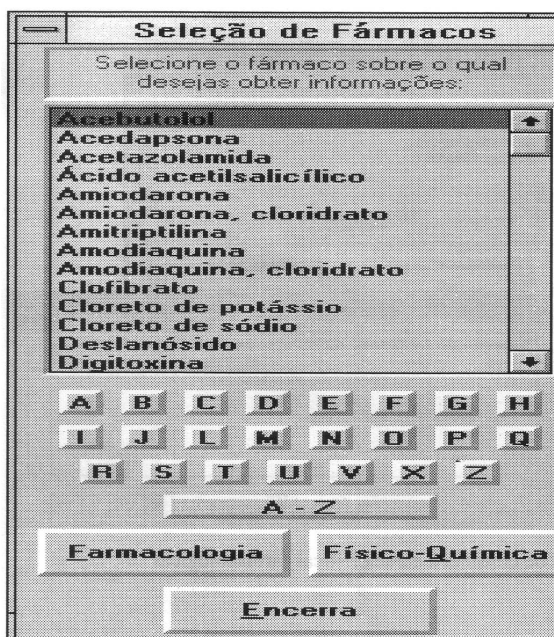 Seleção de Fármacos
Selecione o fármaco sobre o qual
desejas obter informações:
Acebutolol
Acedapsona
Acetazolamida
Ácido acetilsalicílico
Amiodarona
Amiodarona, cloridrato
Amitriptilina
Amodiaquina
Amodiaquina, cloridrato
Clofibrato
Cloreto de potássio
Cloreto de sódio
Deslanósido
Digitoxina
A B C D E F G H
I J L M N O P Q
R S T U V X Z
A - Z
Farmacologia Físico-Química
Encerra